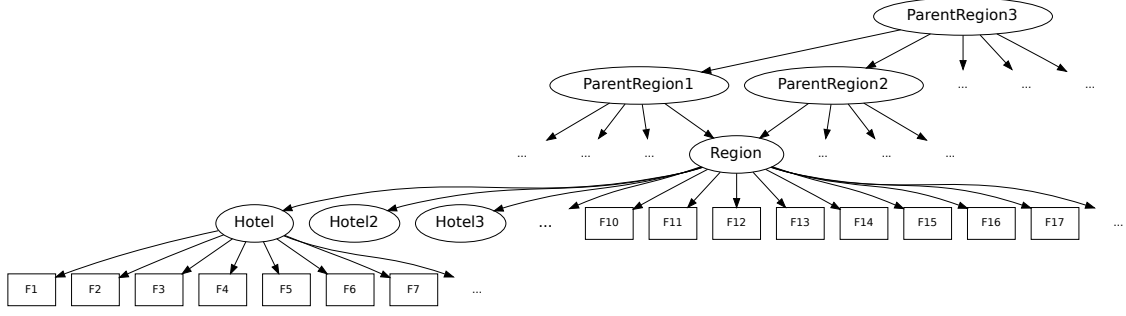 ParentRegion3
ParentRegion1 ParentRegion2 ... ... ...
... ... ... Region ... ... ...
Hotel Hotel2 Hotel3 ... F10 F11 F12 F13 F14 F15 F16 F17 ...
F1 F2 F3 F4 F5 F6 F7 ...